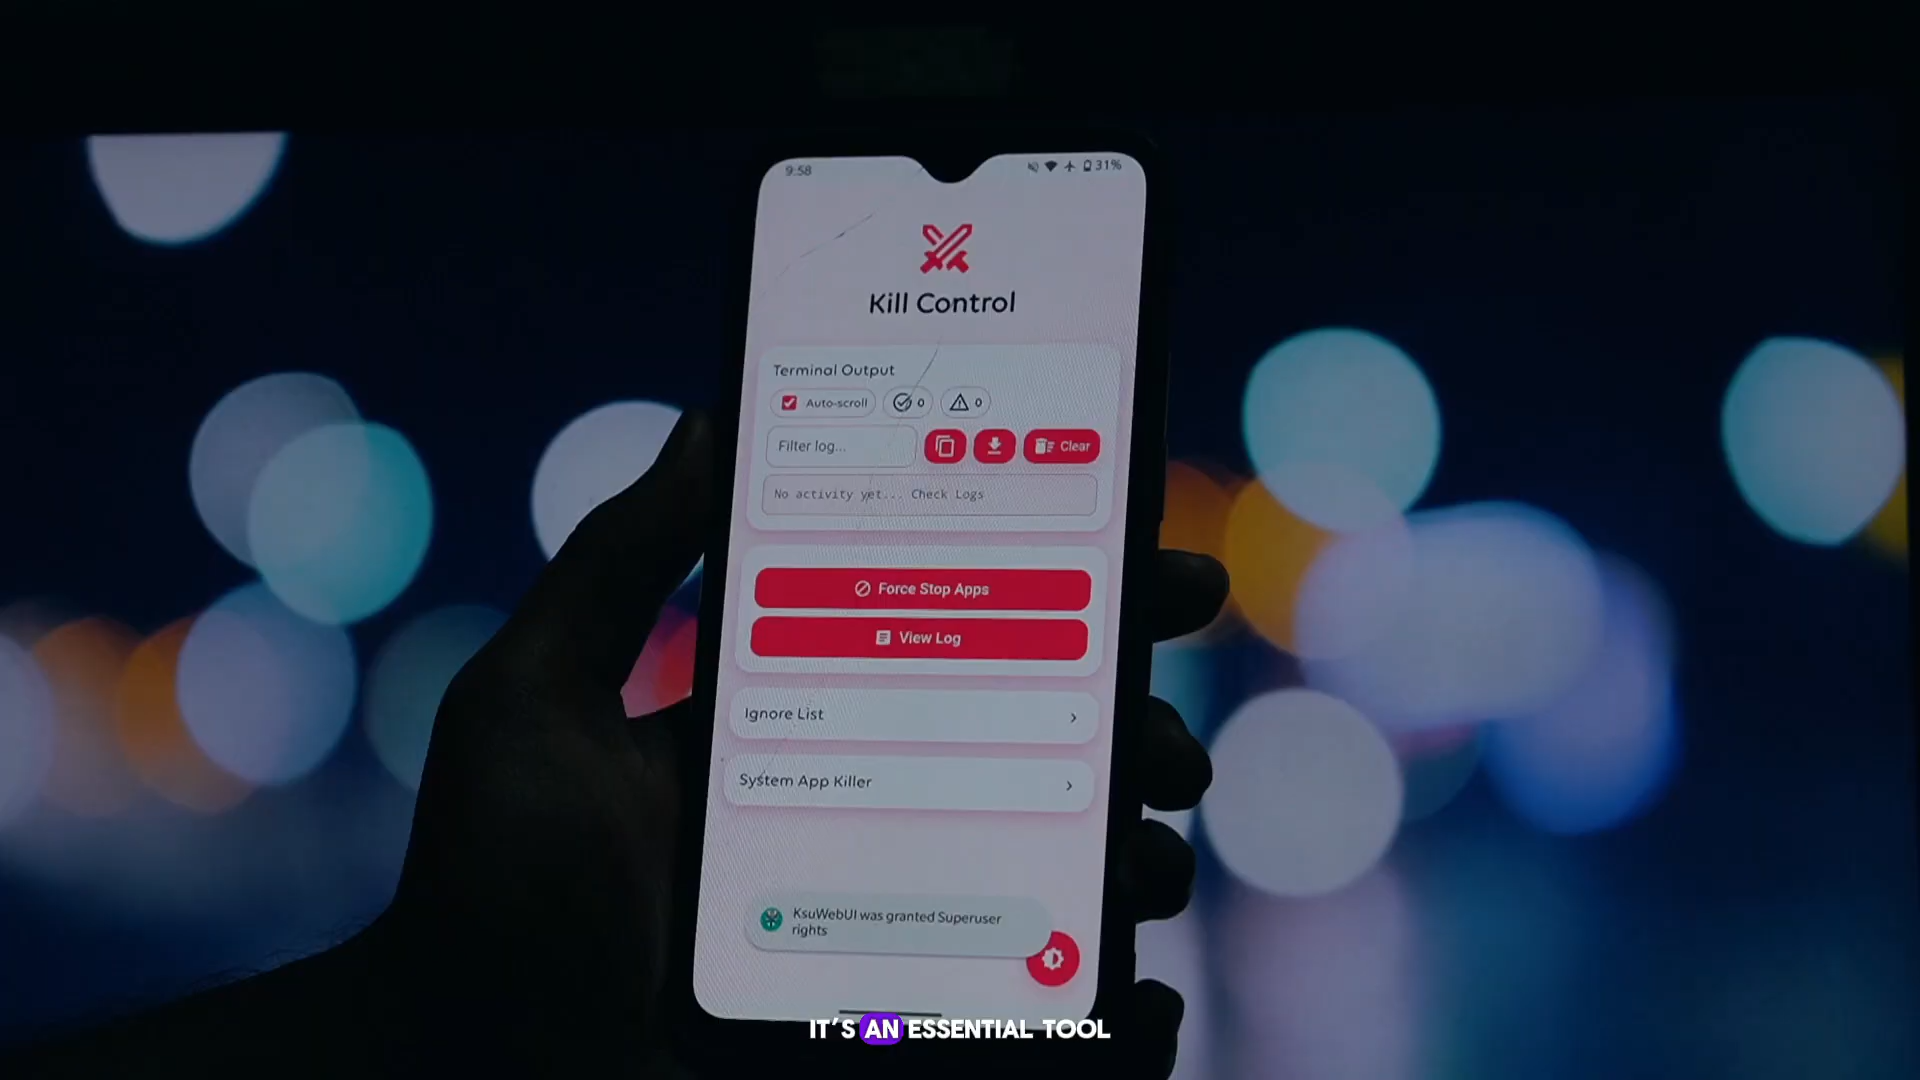 9:58
31%
Kill Control
Terminal Output
Auto-scroll
0
0
Filter log...
Clear
No activity yet... Check Logs
Force Stop Apps
View Log
Ignore List
System App Killer
KsuWebUI was granted Superuser
rights
IT'S AN ESSENTIAL TOOL